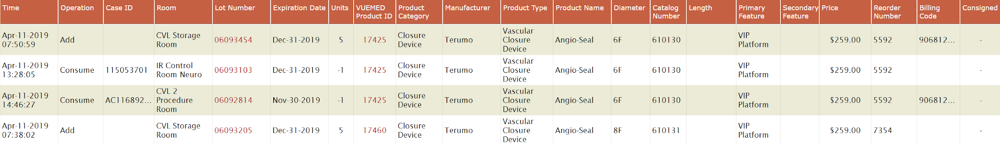 Time Operation Case ID Room Lot Number Expiration Date Units VUEMED Product ID Product Category Manufacturer Product Type Product Name Diameter Catalog Number Length Primary Feature Secondary Feature Price Reorder Number Billing Code Consigned
Apr-11-2019 07:50:59 Add CVL Storage Room 06093454 Dec-31-2019 5 17425 Closure Device Terumo Vascular Closure Device Angio-Seal 6F 610130 VIP Platform $259.00 5592 906812... -
Apr-11-2019 13:28:05 Consume 115053701 IR Control Room Neuro 06093103 Dec-31-2019 -1 17425 Closure Device Terumo Vascular Closure Device Angio-Seal 6F 610130 VIP Platform $259.00 5592 -
Apr-11-2019 14:46:27 Consume AC116892... CVL 2 Procedure Room 06092814 Nov-30-2019 -1 17425 Closure Device Terumo Vascular Closure Device Angio-Seal 6F 610130 VIP Platform $259.00 5592 906812... -
Apr-11-2019 07:38:02 Add CVL Storage Room 06093205 Dec-31-2019 5 17460 Closure Device Terumo Vascular Closure Device Angio-Seal 8F 610131 VIP Platform $259.00 7354 -